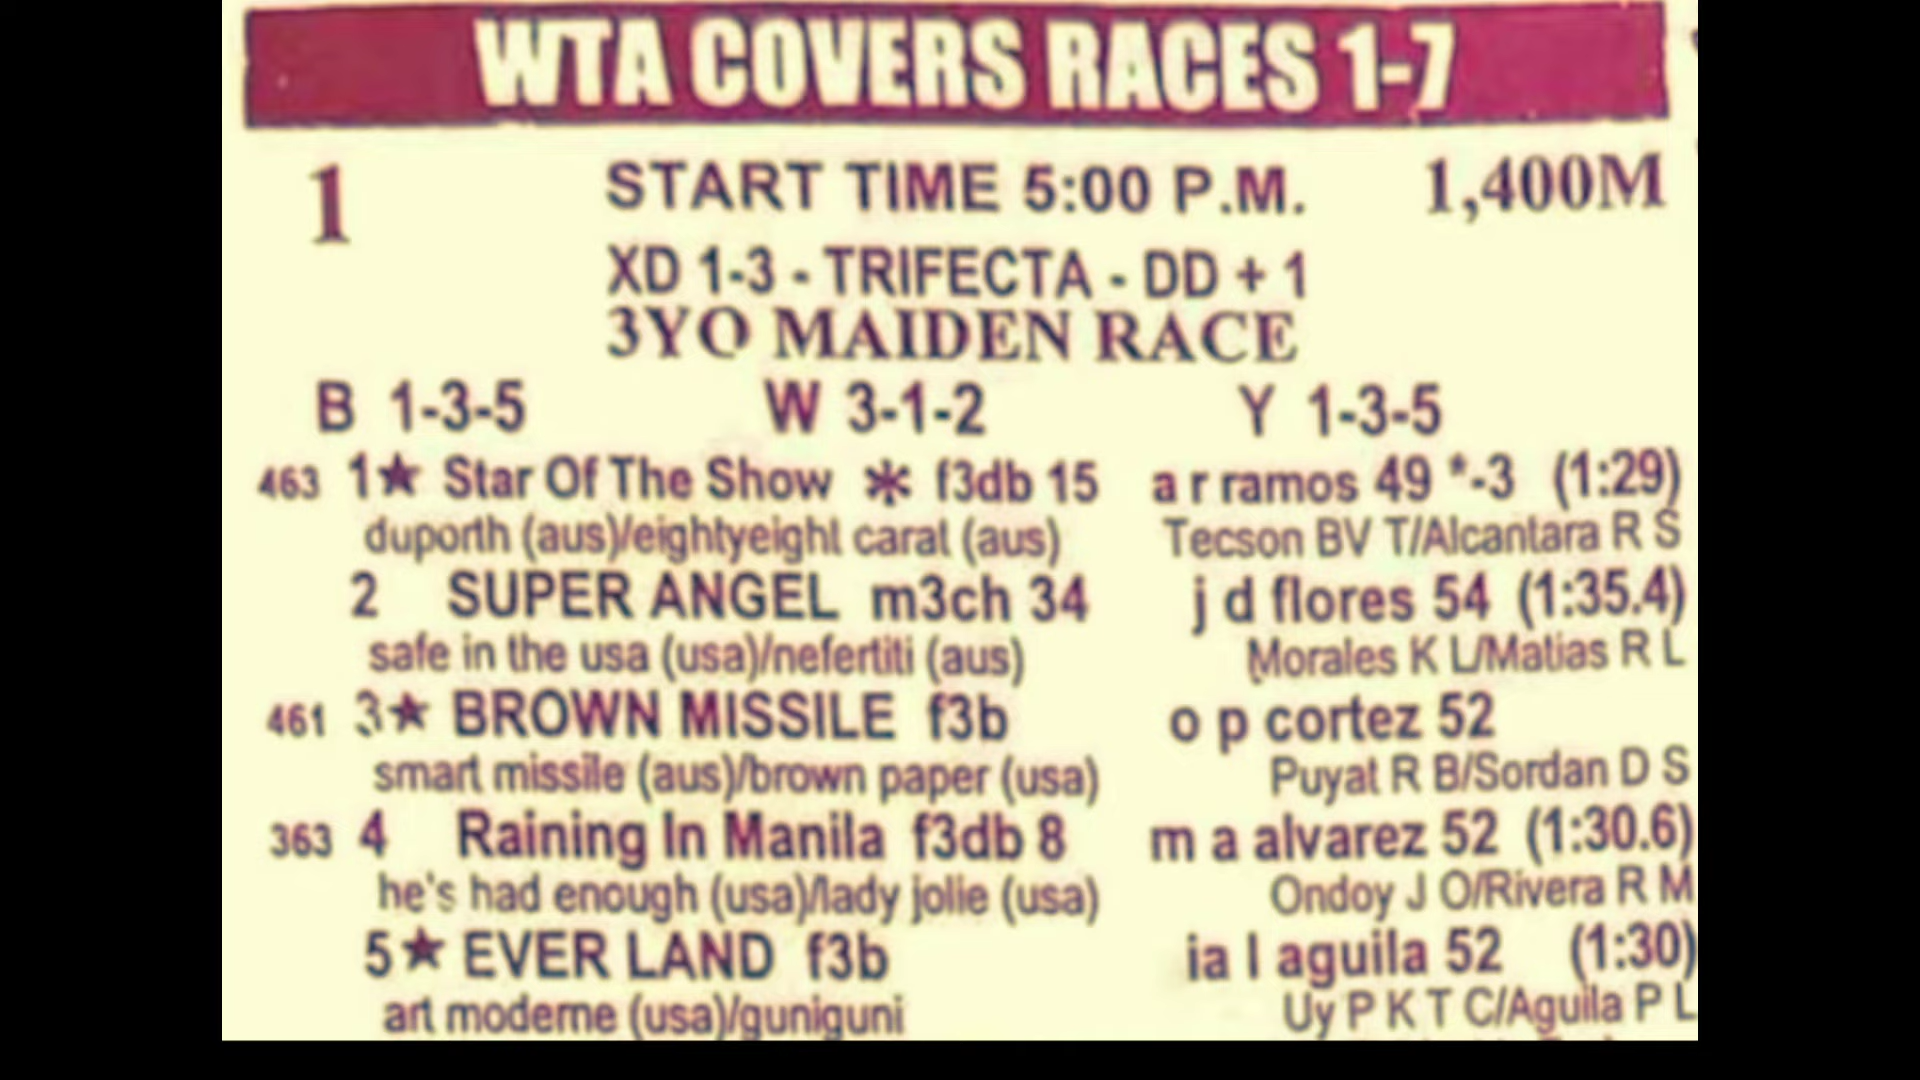 WTA COVERS RACES 1-7
1 START TIME 5:00 P.M. 1,400M
XD 1-3 - TRIFECTA - DD + 1
3YO MAIDEN RACE
B 1-3-5 W 3-1-2 Y 1-3-5
463 1★ Star Of The Show * f3db 15 a r ramos 49 *-3 (1:29)
duporth (aus)/eightyeight carat (aus) Tecson BV T/Alcantara R S
2 SUPER ANGEL m3ch 34 j d flores 54 (1:35.4)
safe in the usa (usa)/nefertiti (aus) Morales K L/Matias R L
461 3★ BROWN MISSILE f3b o p cortez 52
smart missile (aus)/brown paper (usa) Puyat R B/Sordan D S
363 4 Raining In Manila f3db 8 m a alvarez 52 (1:30.6)
he's had enough (usa)/lady jolie (usa) Ondoy J O/Rivera R M
5★ EVER LAND f3b ia l aguila 52 (1:30)
art moderne (usa)/guniguni Uy P K T C/Aguila P L